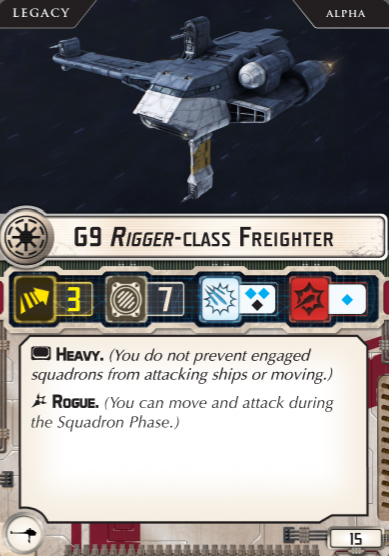 LEGACY
ALPHA
G9 RIGGER-CLASS FREIGHTER
3
7
HEAVY. (You do not prevent engaged
squadrons from attacking ships or moving.)
ROGUE. (You can move and attack during
the Squadron Phase.)
15